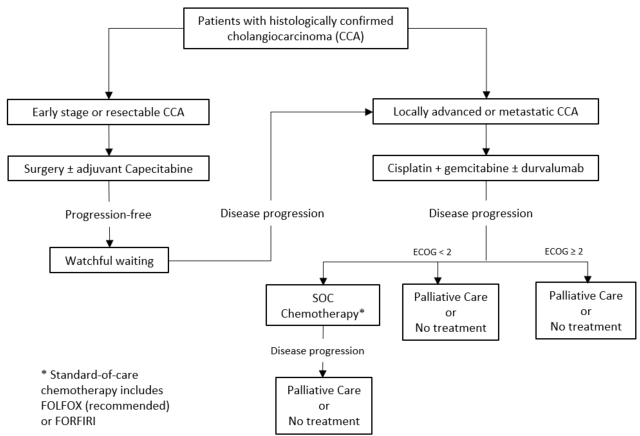 Patients with histologically confirmed
cholangiocarcinoma (CCA)
Early stage or resectable CCA
Locally advanced or metastatic CCA
Surgery ± adjuvant Capecitabine
Cisplatin + gemcitabine ± durvalumab
Progression-free
Disease progression
Disease progression
Watchful waiting
ECOG < 2
ECOG ≥ 2
SOC
Chemotherapy*
Palliative Care
or
No treatment
Palliative Care
or
No treatment
Disease progression
Palliative Care
or
No treatment
* Standard-of-care
chemotherapy includes
FOLFOX (recommended)
or FORFIRI